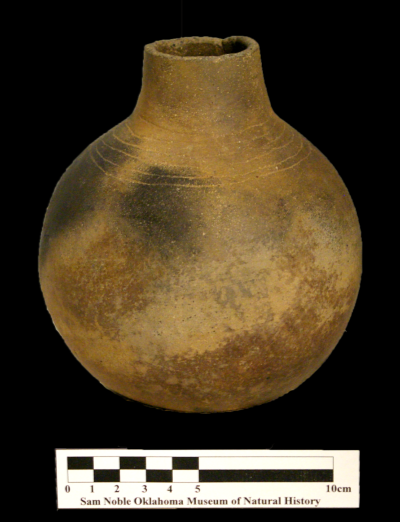 0 1 2 3 4 5 10cm
Sam Noble Oklahoma Museum of Natural History